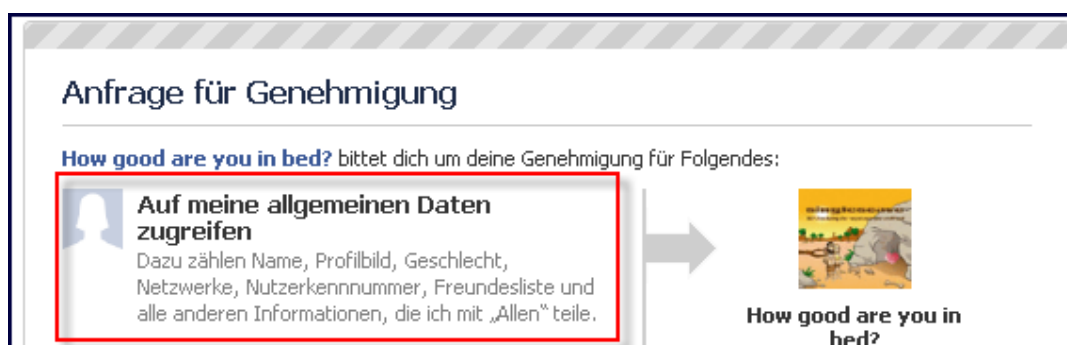 Anfrage für Genehmigung
How good are you in bed? bittet dich um deine Genehmigung für Folgendes:
Auf meine allgemeinen Daten
zugreifen
Dazu zählen Name, Profilbild, Geschlecht,
Netzwerke, Nutzerkennnummer, Freundesliste und
alle anderen Informationen, die ich mit „Allen“ teile.
How good are you in
bed?